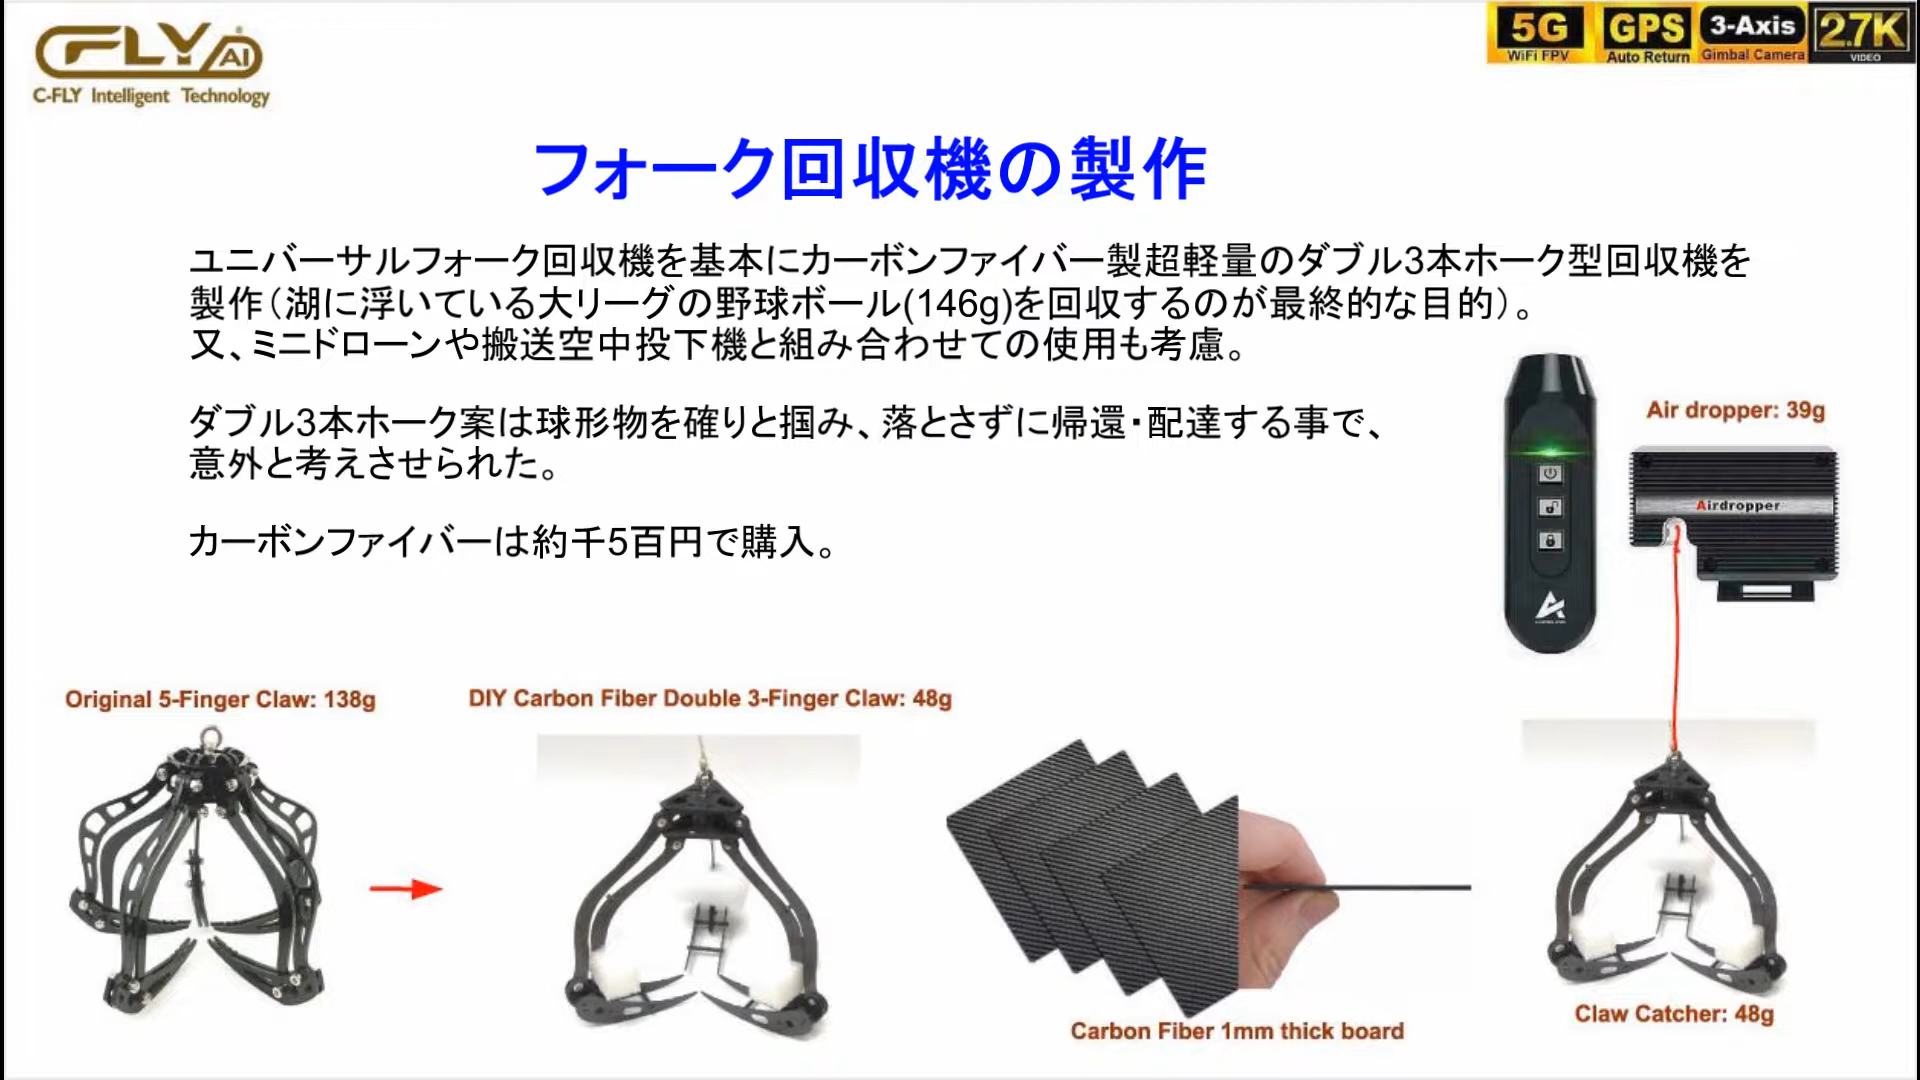 CFLY AI
C-FLY Intelligent Technology
5G
WiFi FPV
GPS
Auto Return
3-Axis
Gimbal Camera
2.7K
VIDEO
フォーク回収機の製作
ユニバーサルフォーク回収機を基本にカーボンファイバー製超軽量のダブル3本ホーク型回収機を
製作（湖に浮いている大リーグの野球ボール(146g)を回収するのが最終的な目的）。
又、ミニドローンや搬送空中投下機と組み合わせての使用も考慮。
ダブル3本ホーク案は球形物を確りと掴み、落とさずに帰還・配達する事で、
意外と考えさせられた。
カーボンファイバーは約千5百円で購入。
Air dropper: 39g
Airdropper
Original 5-Finger Claw: 138g
DIY Carbon Fiber Double 3-Finger Claw: 48g
Carbon Fiber 1mm thick board
Claw Catcher: 48g